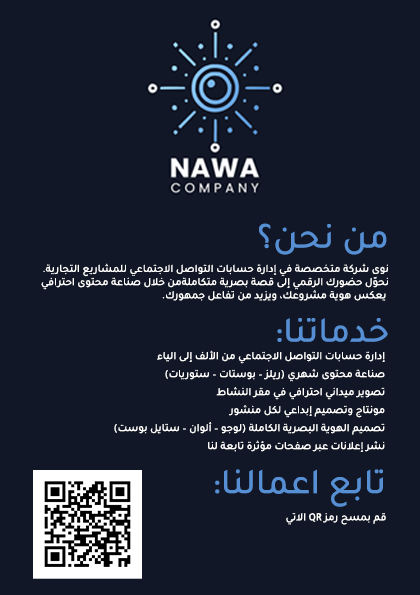 NAWA
COMPANY
من نحن؟
نوى شركة متخصصة في إدارة حسابات التواصل الاجتماعي للمشاريع التجارية.
نحوّل حضورك الرقمي إلى قصة بصرية متكاملةمن خلال صناعة محتوى احترافي
يعكس هوية مشروعك، ويزيد من تفاعل جمهورك.
خدماتنا:
إدارة حسابات التواصل الاجتماعي من الألف إلى الياء
صناعة محتوى شهري (ريلز - بوستات - ستوريات)
تصوير ميداني احترافي في مقر النشاط
مونتاج وتصميم إبداعي لكل منشور
تصميم الهوية البصرية الكاملة (لوجو - ألوان - ستايل بوست)
نشر إعلانات عبر صفحات مؤثرة تابعة لنا
تابع اعمالنا:
قم بمسح رمز QR الاتي